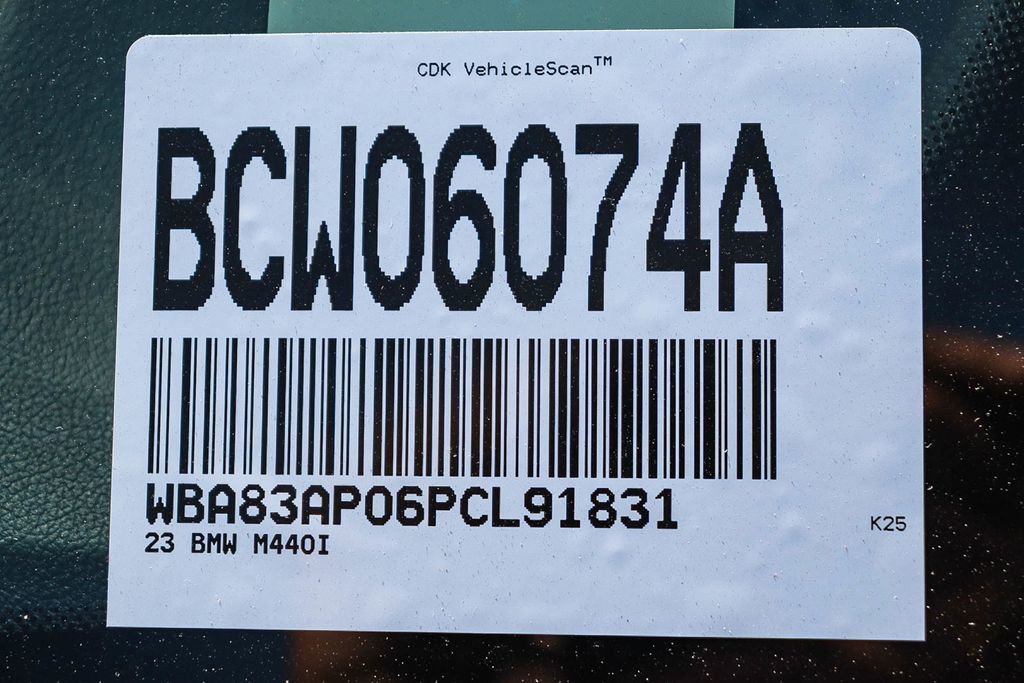 CDK VehicleScan™
BCW06074A
WBA83AP06PCL91831
23 BMW M440I
K25